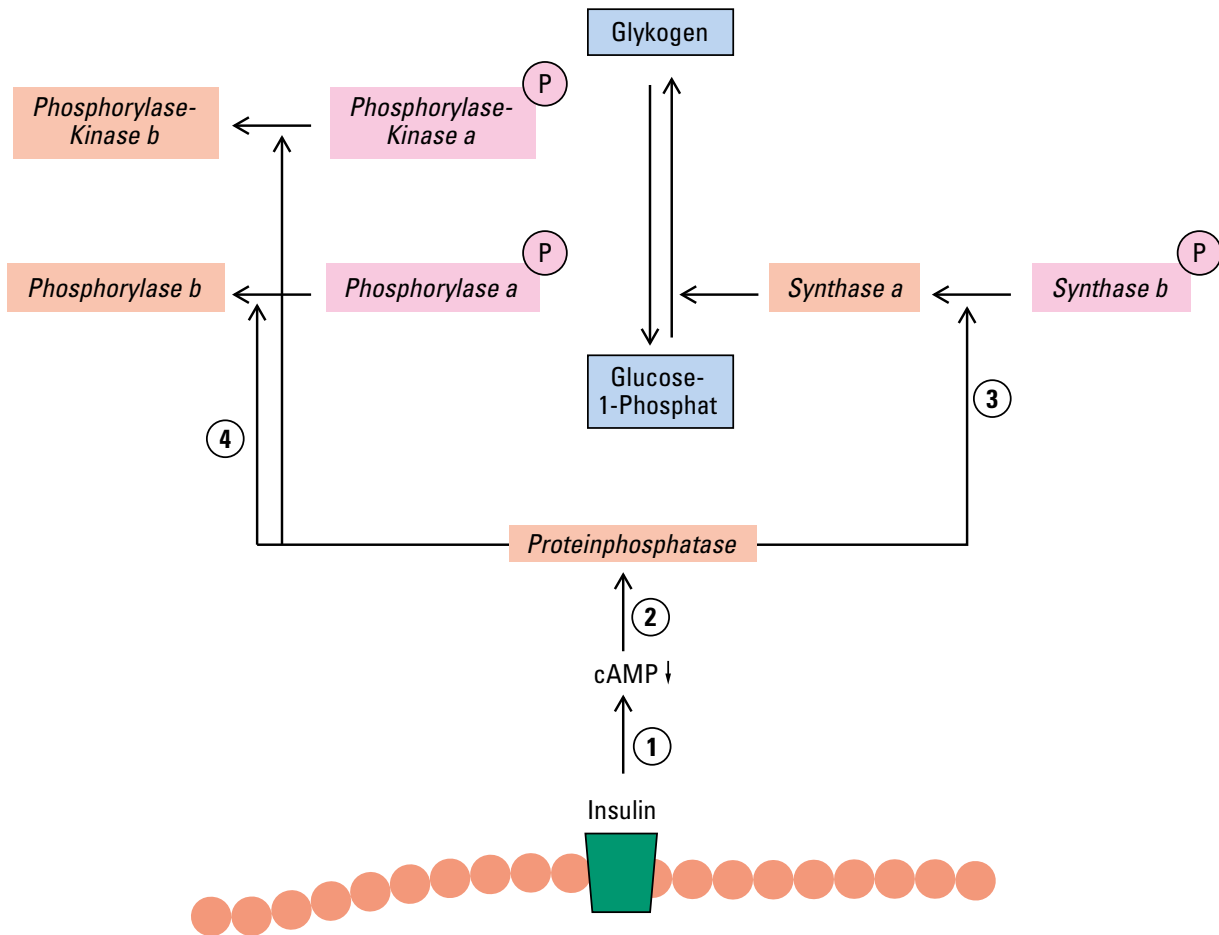 Glykogen
P
Phosphorylase-
Kinase b
Phosphorylase-
Kinase a
P
P
Phosphorylase b
Phosphorylase a
Synthase a
Synthase b
Glucose-
1-Phosphat
3
4
Proteinphosphatase
2
cAMP ↓
1
Insulin